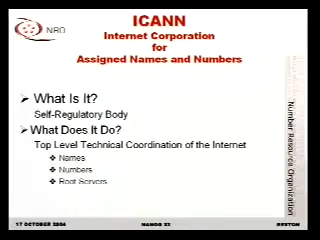 NRO
ICANN
Internet Corporation
for
Assigned Names and Numbers
What Is It?
Self-Regulatory Body
What Does It Do?
Top Level Technical Coordination of the Internet
Names
Numbers
Root Servers
Number Resource Organization
17 OCTOBER 2004
NANOG 32
RESTON